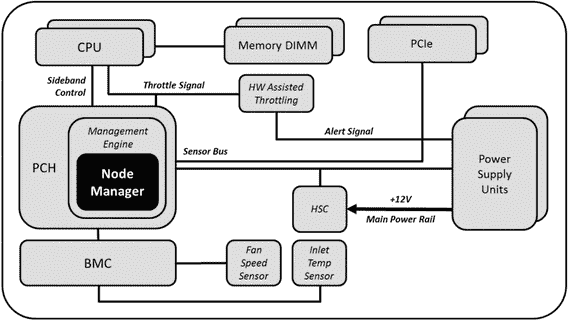 CPU
Memory DIMM
PCIe
Sideband
Control
Throttle Signal
HW Assisted
Throttling
Alert Signal
Management
Engine
PCH
Node
Manager
Sensor Bus
Power
Supply
Units
HSC
+12V
Main Power Rail
BMC
Fan
Speed
Sensor
Inlet
Temp
Sensor